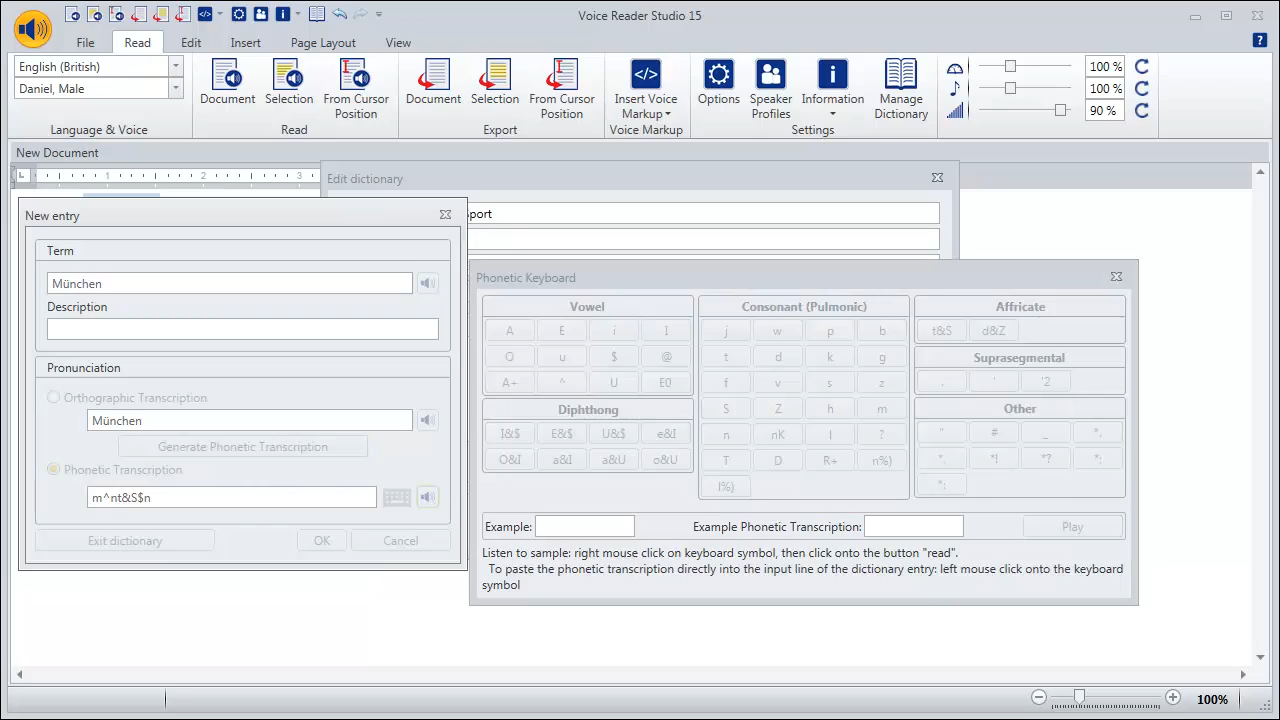 Voice Reader Studio 15
File
Read
Edit
Insert
Page Layout
View
?
English (British)
Daniel, Male
Language & Voice
Document
Selection
From Cursor
Position
Read
Document
Selection
From Cursor
Position
Export
Insert Voice
Markup
Voice Markup
Options
Speaker
Profiles
Information
Manage
Dictionary
Settings
100 %
100 %
90 %
New Document
1
2
3
Edit dictionary
port
New entry
Term
München
Description
Pronunciation
Orthographic Transcription
München
Generate Phonetic Transcription
Phonetic Transcription
m^nt&S$n
Exit dictionary
OK
Cancel
Phonetic Keyboard
Vowel
A E i I
O u $ @
A+ ^ U E0
Diphthong
I&$ E&$ U&$ e&I
O&I a&I a&U o&U
Consonant (Pulmonic)
j w p b
t d k g
f v s z
S Z h m
n nK l ?
T D R+ n%)
l%)
Affricate
t&S d&Z
Suprasegmental
. ' '2
Other
" # _ *,
*. *! *? *:
*;
Example:
Example Phonetic Transcription:
Play
Listen to sample: right mouse click on keyboard symbol, then click onto the button "read".
To paste the phonetic transcription directly into the input line of the dictionary entry: left mouse click onto the keyboard
symbol
100%